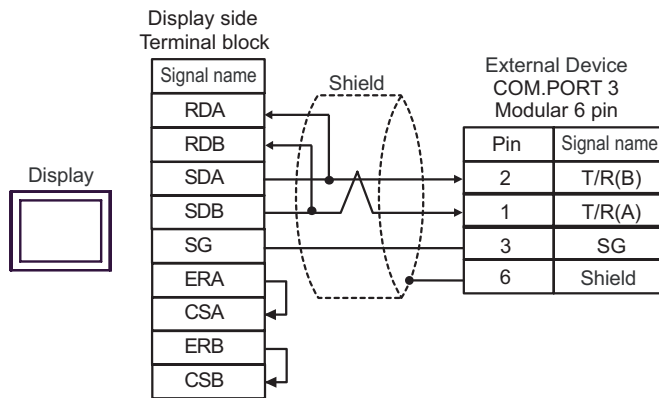 Display side
Terminal block
Signal name
RDA
RDB
SDA
SDB
SG
ERA
CSA
ERB
CSB
Display
Shield
External Device
COM.PORT 3
Modular 6 pin
Pin Signal name
2 T/R(B)
1 T/R(A)
3 SG
6 Shield